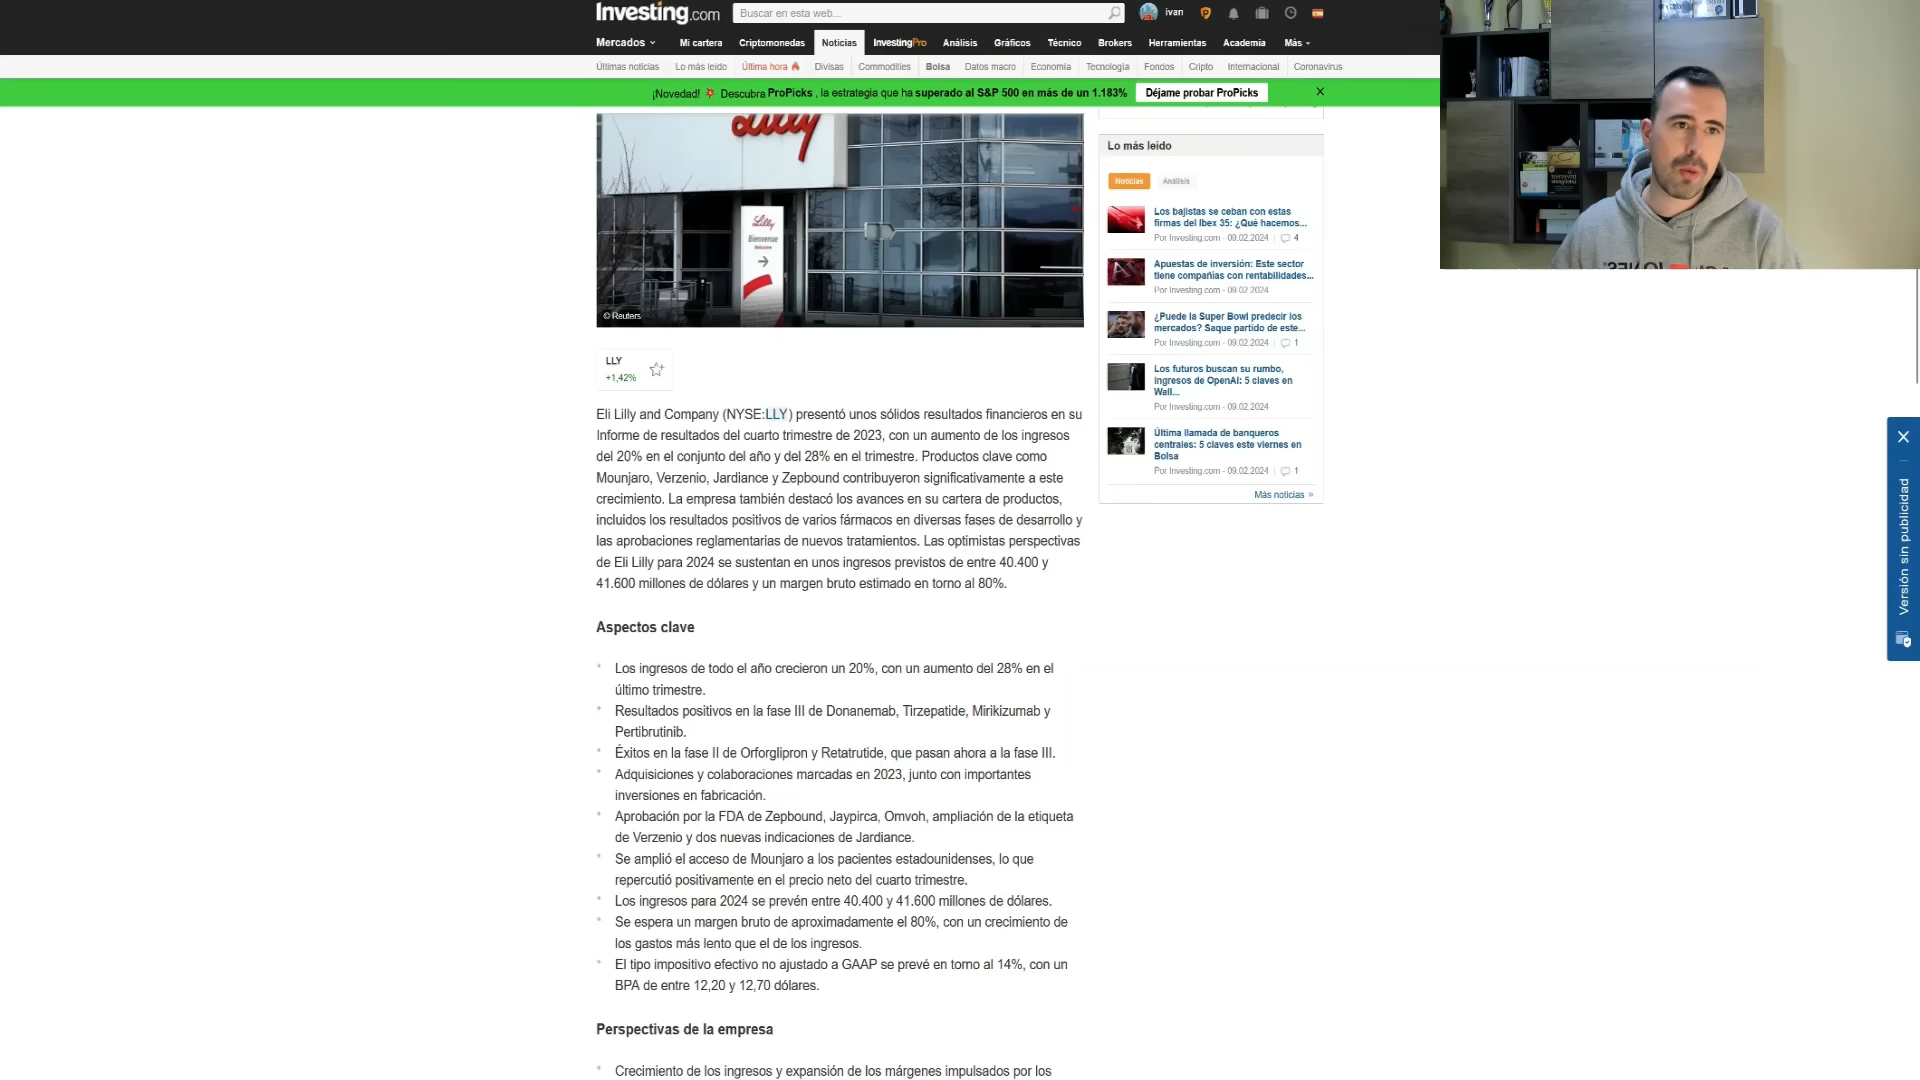 Investing.com
Buscar en esta web...
ivan
Mercados
Mi cartera
Criptomonedas
Noticias
InvestingPro
Análisis
Gráficos
Técnico
Brokers
Herramientas
Academia
Más
Últimas noticias
Lo más leído
Última hora
Divisas
Commodities
Bolsa
Datos macro
Economía
Tecnología
Fondos
Cripto
Internacional
Coronavirus
¡Novedad! Descubra ProPicks, la estrategia que ha superado al S&P 500 en más de un 1.183%
Déjame probar ProPicks
Lilly
Lilly
Bienvenue
Welcome
© Reuters
LLY
+1,42%
Eli Lilly and Company (NYSE:LLY) presentó unos sólidos resultados financieros en su
Informe de resultados del cuarto trimestre de 2023, con un aumento de los ingresos
del 20% en el conjunto del año y del 28% en el trimestre. Productos clave como
Mounjaro, Verzenio, Jardiance y Zepbound contribuyeron significativamente a este
crecimiento. La empresa también destacó los avances en su cartera de productos,
incluidos los resultados positivos de varios fármacos en diversas fases de desarrollo y
las aprobaciones reglamentarias de nuevos tratamientos. Las optimistas perspectivas
de Eli Lilly para 2024 se sustentan en unos ingresos previstos de entre 40.400 y
41.600 millones de dólares y un margen bruto estimado en torno al 80%.
Aspectos clave
Los ingresos de todo el año crecieron un 20%, con un aumento del 28% en el
último trimestre.
Resultados positivos en la fase III de Donanemab, Tirzepatide, Mirikizumab y
Pertibrutinib.
Éxitos en la fase II de Orforglipron y Retatrutide, que pasan ahora a la fase III.
Adquisiciones y colaboraciones marcadas en 2023, junto con importantes
inversiones en fabricación.
Aprobación por la FDA de Zepbound, Jaypirca, Omvoh, ampliación de la etiqueta
de Verzenio y dos nuevas indicaciones de Jardiance.
Se amplió el acceso de Mounjaro a los pacientes estadounidenses, lo que
repercutió positivamente en el precio neto del cuarto trimestre.
Los ingresos para 2024 se prevén entre 40.400 y 41.600 millones de dólares.
Se espera un margen bruto de aproximadamente el 80%, con un crecimiento de
los gastos más lento que el de los ingresos.
El tipo impositivo efectivo no ajustado a GAAP se prevé en torno al 14%, con un
BPA de entre 12,20 y 12,70 dólares.
Perspectivas de la empresa
Crecimiento de los ingresos y expansión de los márgenes impulsados por los
Lo más leído
Noticias
Análisis
Los bajistas se ceban con estas
firmas del Ibex 35: ¿Qué hacemos...
Por Investing.com - 09.02.2024
4
Apuestas de inversión: Este sector
tiene compañías con rentabilidades...
Por Investing.com - 09.02.2024
¿Puede la Super Bowl predecir los
mercados? Saque partido de este...
Por Investing.com - 09.02.2024
1
Los futuros buscan su rumbo,
ingresos de OpenAI: 5 claves en
Wall...
Por Investing.com - 09.02.2024
Última llamada de banqueros
centrales: 5 claves este viernes en
Bolsa
Por Investing.com - 09.02.2024
1
Más noticias »
Versión sin publicidad